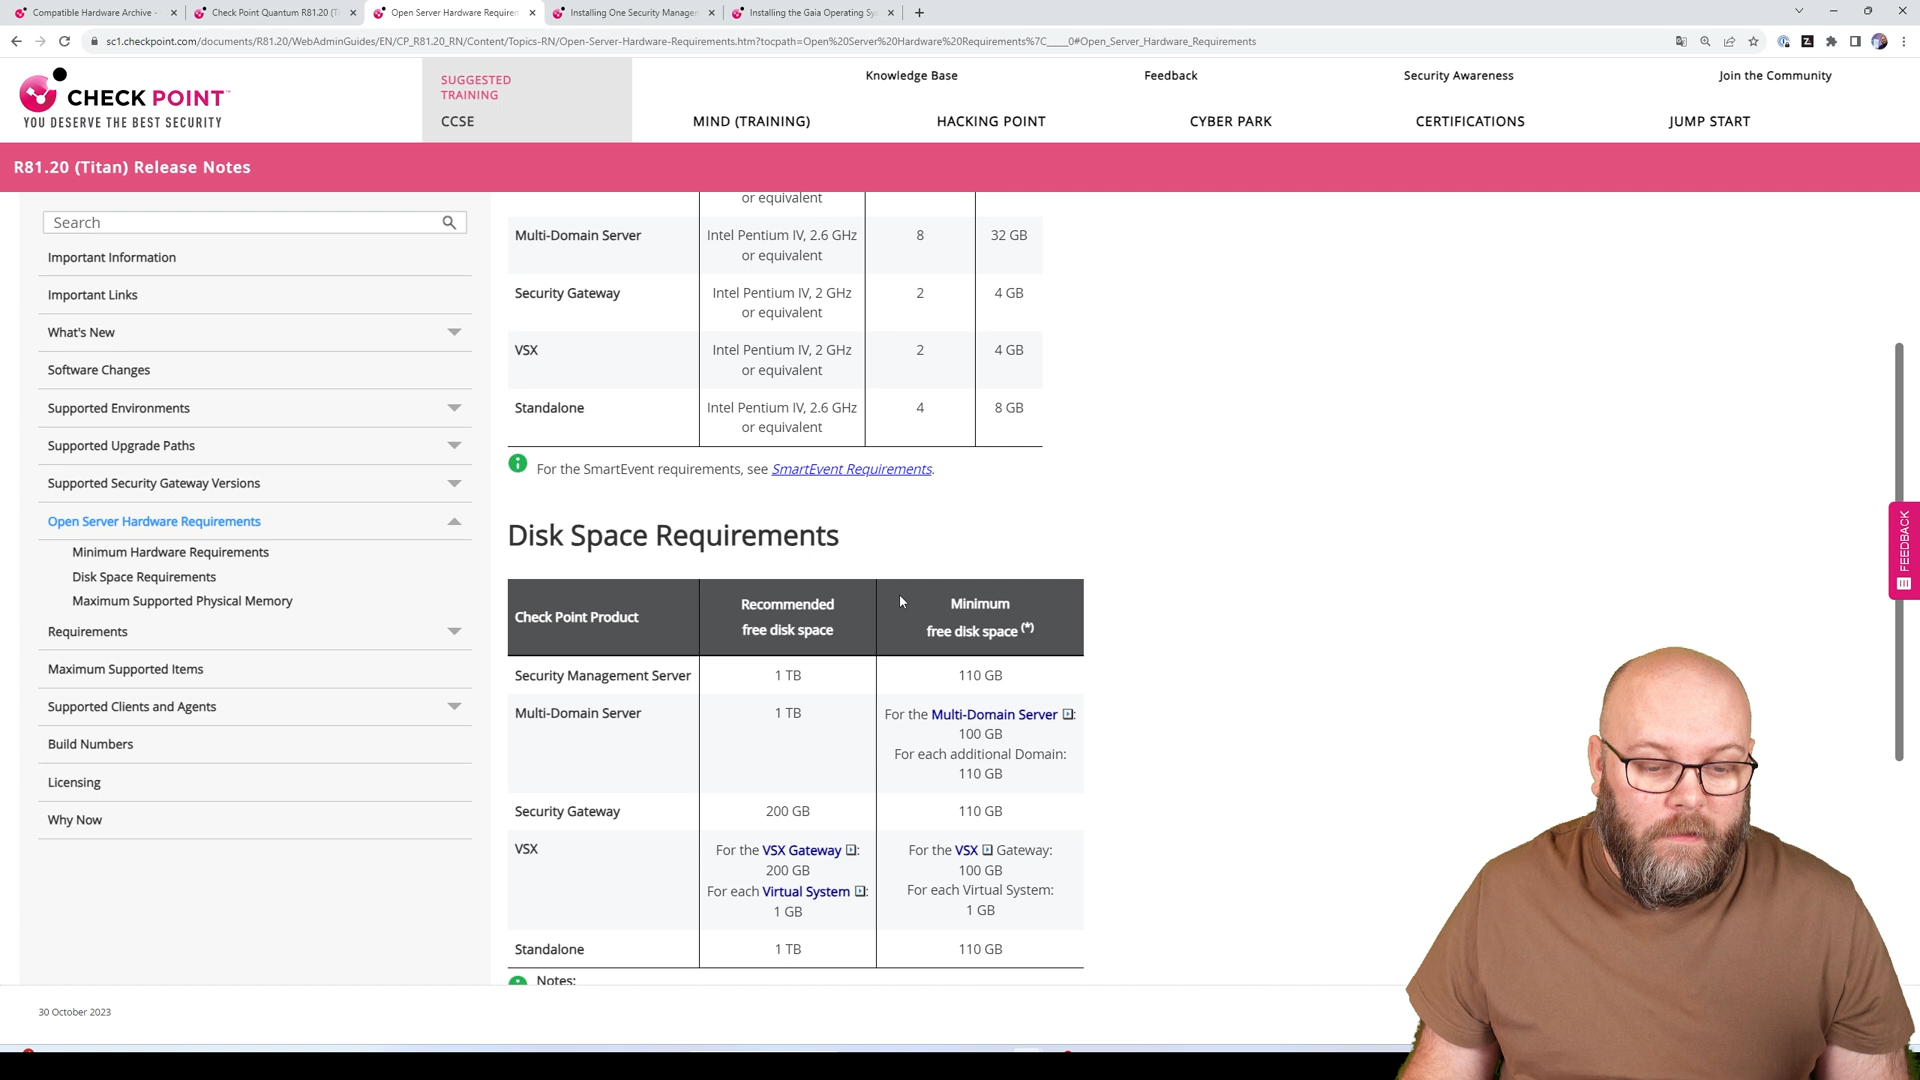 Compatible Hardware Archive -
Check Point Quantum R81.20 (Ti
Open Server Hardware Requirem
Installing One Security Manager
Installing the Gaia Operating Sys
sc1.checkpoint.com/documents/R81.20/WebAdminGuides/EN/CP_R81.20_RN/Content/Topics-RN/Open-Server-Hardware-Requirements.htm?tocpath=Open%20Server%20Hardware%20Requirements%7C_____0#Open_Server_Hardware_Requirements
CHECK POINT™
YOU DESERVE THE BEST SECURITY
SUGGESTED
TRAINING
CCSE
Knowledge Base
Feedback
Security Awareness
Join the Community
MIND (TRAINING)
HACKING POINT
CYBER PARK
CERTIFICATIONS
JUMP START
R81.20 (Titan) Release Notes
Search
Important Information
Important Links
What's New
Software Changes
Supported Environments
Supported Upgrade Paths
Supported Security Gateway Versions
Open Server Hardware Requirements
Minimum Hardware Requirements
Disk Space Requirements
Maximum Supported Physical Memory
Requirements
Maximum Supported Items
Supported Clients and Agents
Build Numbers
Licensing
Why Now
or equivalent
Multi-Domain Server
Intel Pentium IV, 2.6 GHz
or equivalent
8
32 GB
Security Gateway
Intel Pentium IV, 2 GHz
or equivalent
2
4 GB
VSX
Intel Pentium IV, 2 GHz
or equivalent
2
4 GB
Standalone
Intel Pentium IV, 2.6 GHz
or equivalent
4
8 GB
For the SmartEvent requirements, see SmartEvent Requirements.
Disk Space Requirements
Check Point Product
Recommended
free disk space
Minimum
free disk space (*)
Security Management Server
1 TB
110 GB
Multi-Domain Server
1 TB
For the Multi-Domain Server :
100 GB
For each additional Domain:
110 GB
Security Gateway
200 GB
110 GB
VSX
For the VSX Gateway :
200 GB
For each Virtual System :
1 GB
For the VSX Gateway:
100 GB
For each Virtual System:
1 GB
Standalone
1 TB
110 GB
Notes:
FEEDBACK
30 October 2023